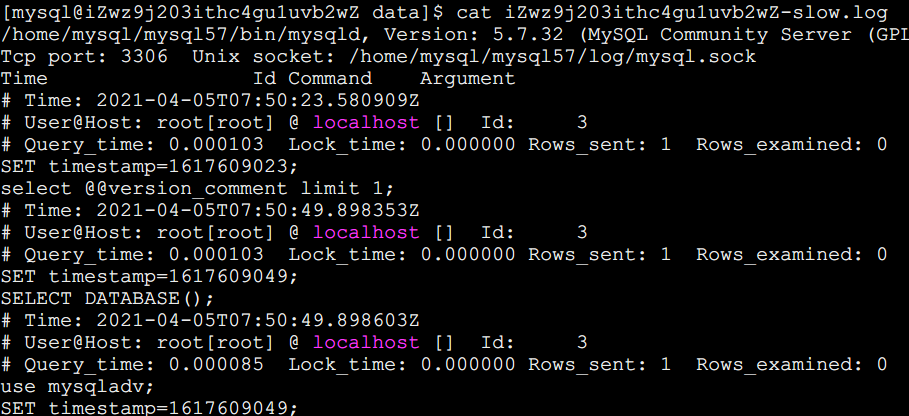 [mysql@iZwz9j203ithc4gu1uvb2wZ data]$ cat iZwz9j203ithc4gu1uvb2wZ-slow.log
/home/mysql/mysql57/bin/mysqld, Version: 5.7.32 (MySQL Community Server (GPL
Tcp port: 3306  Unix socket: /home/mysql/mysql57/log/mysql.sock
Time                 Id Command    Argument
# Time: 2021-04-05T07:50:23.580909Z
# User@Host: root[root] @ localhost []  Id:     3
# Query_time: 0.000103  Lock_time: 0.000000 Rows_sent: 1  Rows_examined: 0
SET timestamp=1617609023;
select @@version_comment limit 1;
# Time: 2021-04-05T07:50:49.898353Z
# User@Host: root[root] @ localhost []  Id:     3
# Query_time: 0.000103  Lock_time: 0.000000 Rows_sent: 1  Rows_examined: 0
SET timestamp=1617609049;
SELECT DATABASE();
# Time: 2021-04-05T07:50:49.898603Z
# User@Host: root[root] @ localhost []  Id:     3
# Query_time: 0.000085  Lock_time: 0.000000 Rows_sent: 1  Rows_examined: 0
use mysqladv;
SET timestamp=1617609049;